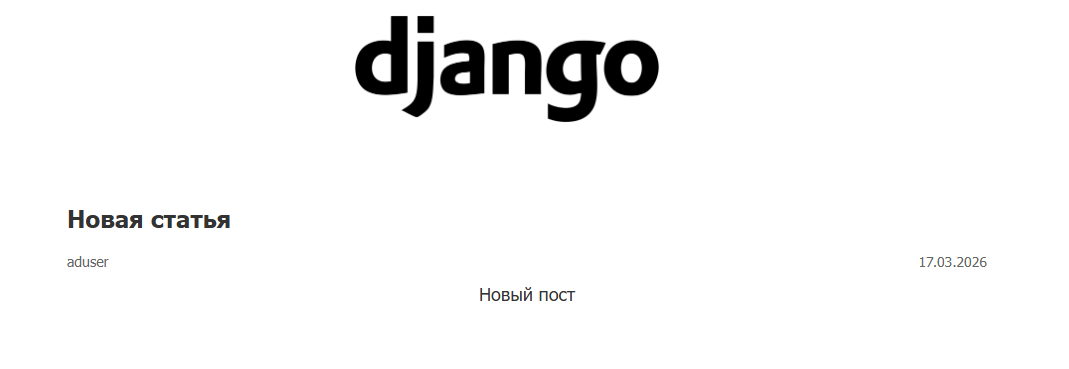 django
Новая статья
aduser 17.03.2026
Новый пост